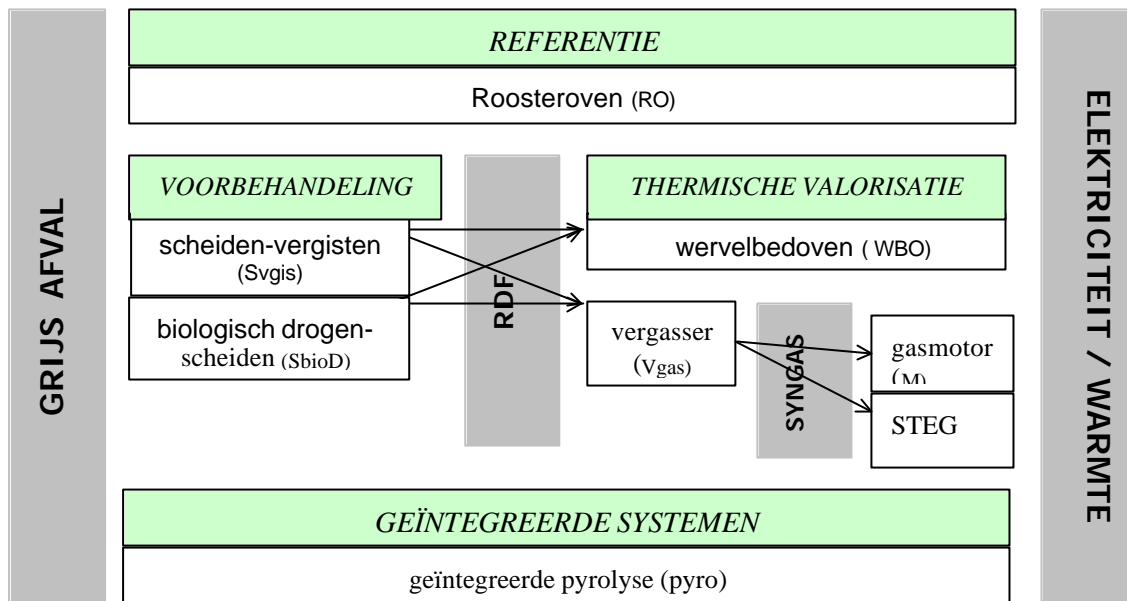 GRIJS AFVAL
REFERENTIE
Roosteroven (RO)
VOORBEHANDELING
scheiden-vergisten
(Svgis)
biologisch drogen-
scheiden (SbioD)
RDF
THERMISCHE VALORISATIE
wervelbedoven ( WBO)
vergasser
(Vgas)
SYNGAS
gasmotor
(M)
STEG
GEÏNTEGREERDE SYSTEMEN
geïntegreerde pyrolyse (pyro)
ELEKTRICITEIT / WARMTE